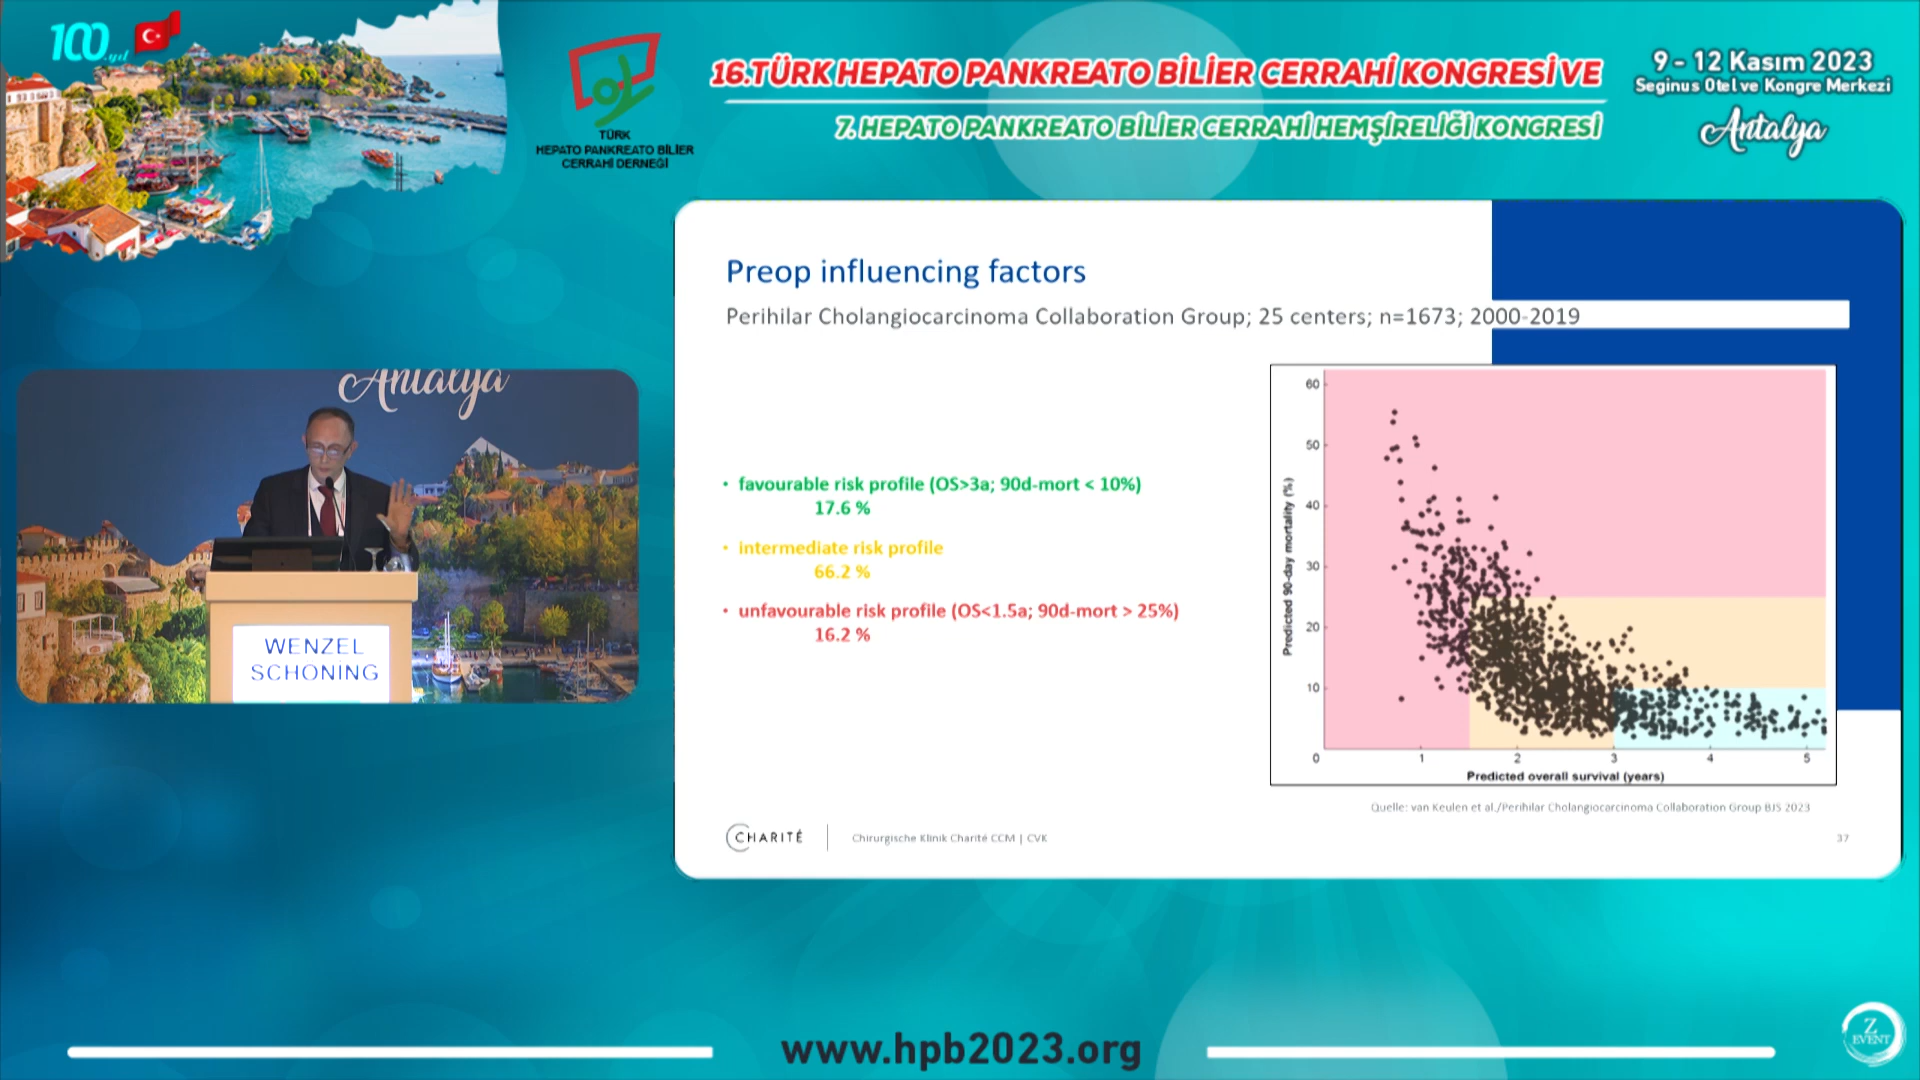 100.yıl
TÜRK
HEPATO PANKREATO BİLİER
CERRAHİ DERNEĞİ
16.TÜRK HEPATO PANKREATO BİLİER CERRAHİ KONGRESİ VE
7. HEPATO PANKREATO BİLİER CERRAHİ HEMŞİRELİĞİ KONGRESİ
9 - 12 Kasım 2023
Seginus Otel ve Kongre Merkezi
Antalya
Antalya
WENZEL
SCHONING
Preop influencing factors
Perihilar Cholangiocarcinoma Collaboration Group; 25 centers; n=1673; 2000-2019
• favourable risk profile (OS>3a; 90d-mort < 10%)
17.6 %
• intermediate risk profile
66.2 %
• unfavourable risk profile (OS<1.5a; 90d-mort > 25%)
16.2 %
Predicted 90-day mortality (%)
60
50
40
30
20
10
0 1 2 3 4 5
Predicted overall survival (years)
Quelle: van Keulen et al./Perihilar Cholangiocarcinoma Collaboration Group BJS 2023
CHARITÉ
Chirurgische Klinik Charité CCM | CVK
37
www.hpb2023.org
Z
EVENT